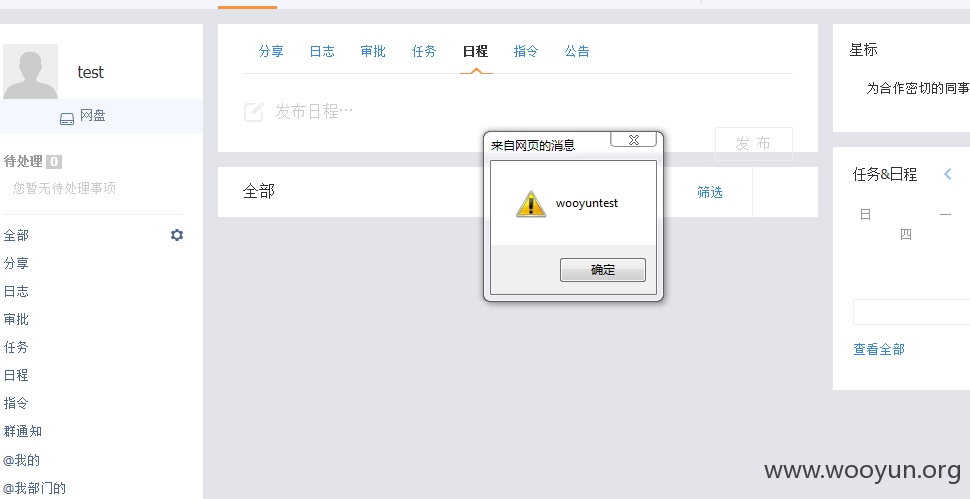 test
网盘
待处理 0
您暂无待处理事项
全部
分享
日志
审批
任务
日程
指令
群通知
@我的
@我部门的
分享 日志 审批 任务 日程 指令 公告
发布日程…
发 布
全部
筛选
来自网页的消息
wooyuntest
确定
星标
为合作密切的同事
任务&日程
日 一
四
查看全部
www.wooyun.org